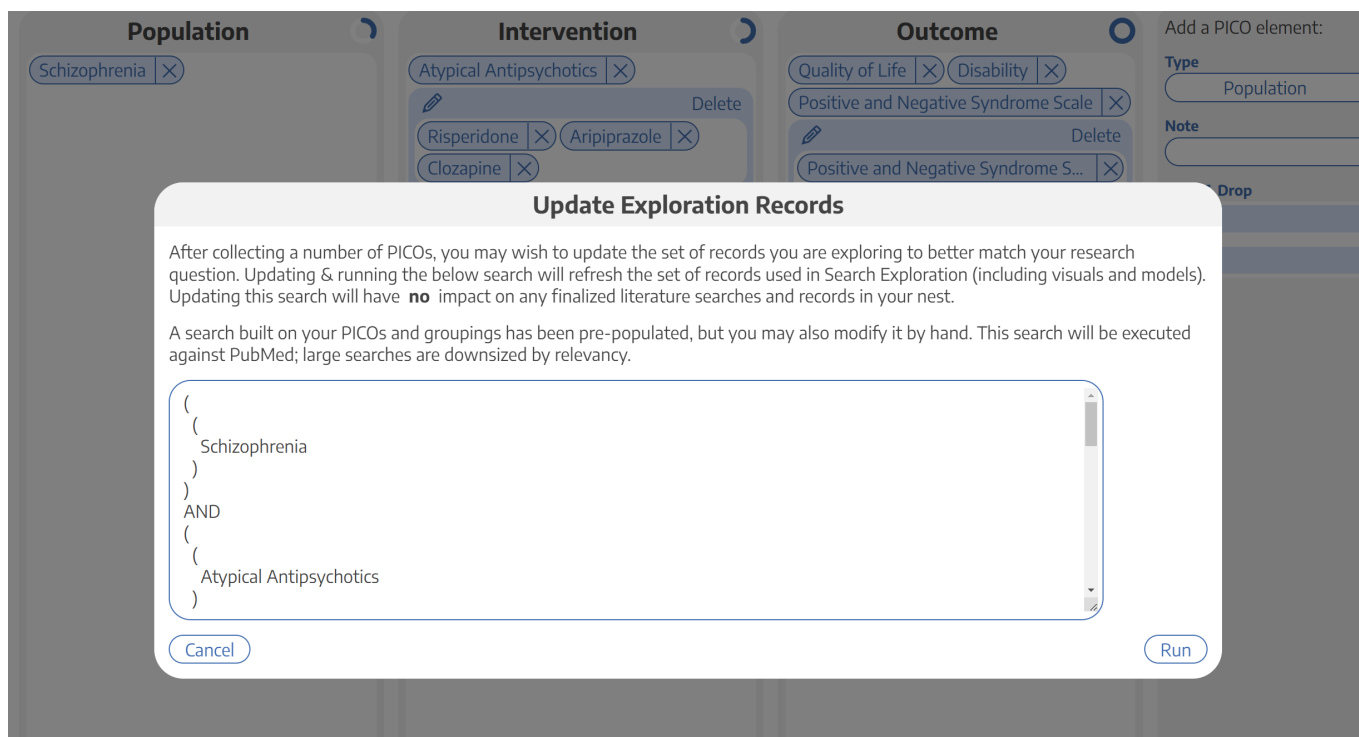 Population
Intervention
Outcome
Add a PICO element:
Schizophrenia
Atypical Antipsychotics
Delete
Risperidone Aripiprazole
Clozapine
Quality of Life Disability
Positive and Negative Syndrome Scale
Delete
Positive and Negative Syndrome S...
Type
Population
Note
Drop
Update Exploration Records
After collecting a number of PICOs, you may wish to update the set of records you are exploring to better match your research
question. Updating & running the below search will refresh the set of records used in Search Exploration (including visuals and models).
Updating this search will have no impact on any finalized literature searches and records in your nest.
A search built on your PICOs and groupings has been pre-populated, but you may also modify it by hand. This search will be executed
against PubMed; large searches are downsized by relevancy.
(
(
Schizophrenia
)
)
AND
(
(
Atypical Antipsychotics
)
Cancel
Run